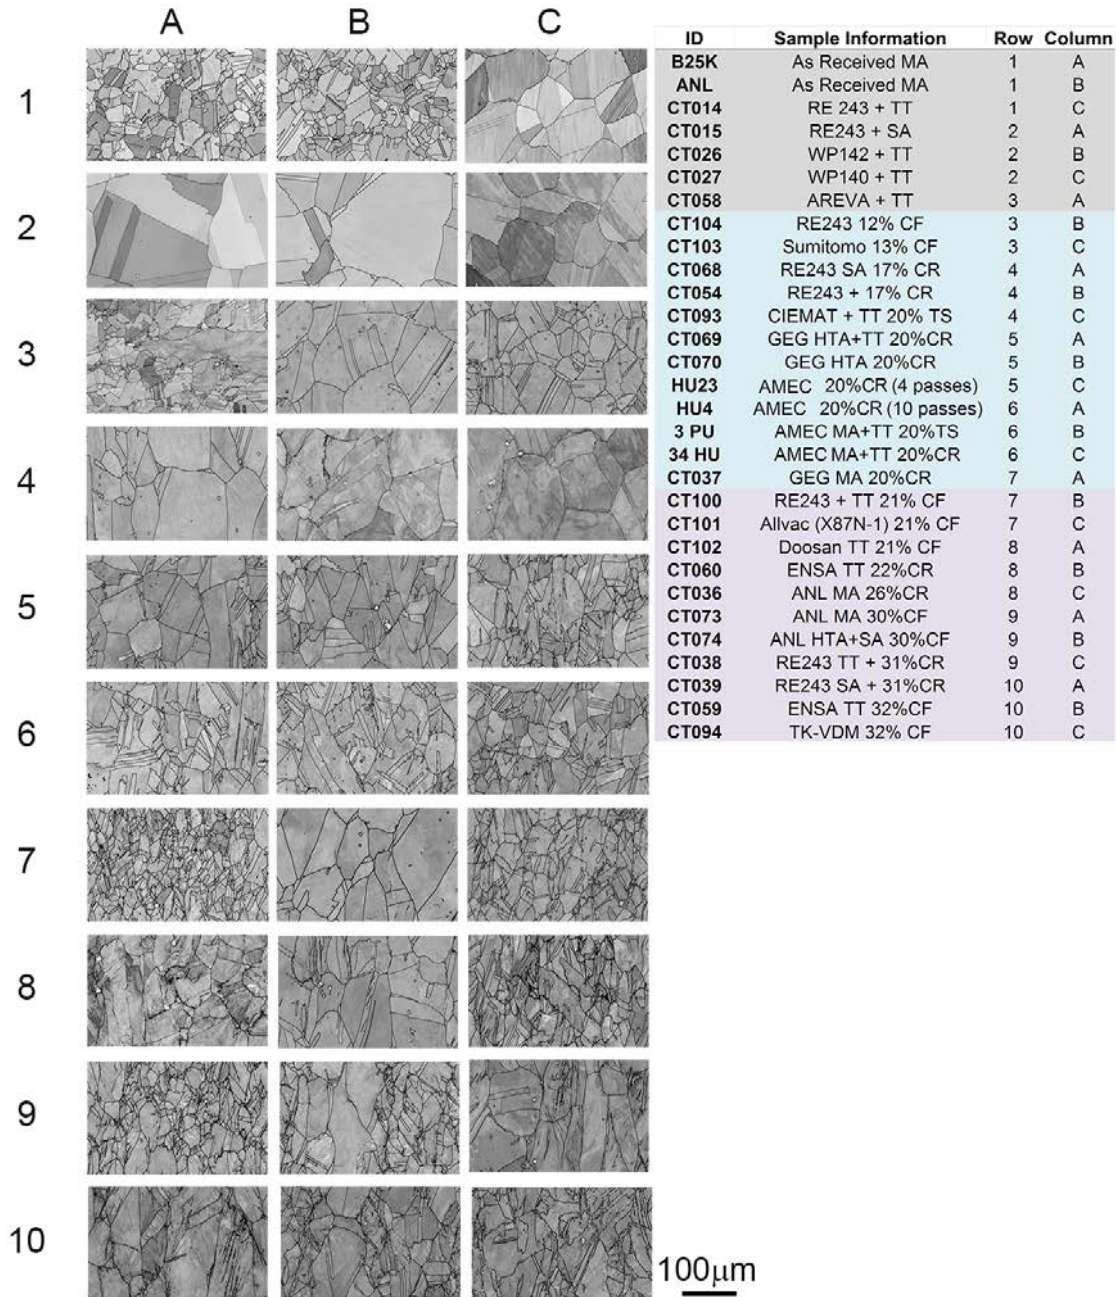 A B C
1
2
3
4
5
6
7
8
9
10
ID Sample Information Row Column
B25K As Received MA 1 A
ANL As Received MA 1 B
CT014 RE 243 + TT 1 C
CT015 RE243 + SA 2 A
CT026 WP142 + TT 2 B
CT027 WP140 + TT 2 C
CT058 AREVA + TT 3 A
CT104 RE243 12% CF 3 B
CT103 Sumitomo 13% CF 3 C
CT068 RE243 SA 17% CR 4 A
CT054 RE243 + 17% CR 4 B
CT093 CIEMAT + TT 20% TS 4 C
CT069 GEG HTA+TT 20%CR 5 A
CT070 GEG HTA 20%CR 5 B
HU23 AMEC 20%CR (4 passes) 5 C
HU4 AMEC 20%CR (10 passes) 6 A
3 PU AMEC MA+TT 20%TS 6 B
34 HU AMEC MA+TT 20%CR 6 C
CT037 GEG MA 20%CR 7 A
CT100 RE243 + TT 21% CF 7 B
CT101 Allvac (X87N-1) 21% CF 7 C
CT102 Doosan TT 21% CF 8 A
CT060 ENSA TT 22%CR 8 B
CT036 ANL MA 26%CR 8 C
CT073 ANL MA 30%CF 9 A
CT074 ANL HTA+SA 30%CF 9 B
CT038 RE243 TT + 31%CR 9 C
CT039 RE243 SA + 31%CR 10 A
CT059 ENSA TT 32%CF 10 B
CT094 TK-VDM 32% CF 10 C
100μm